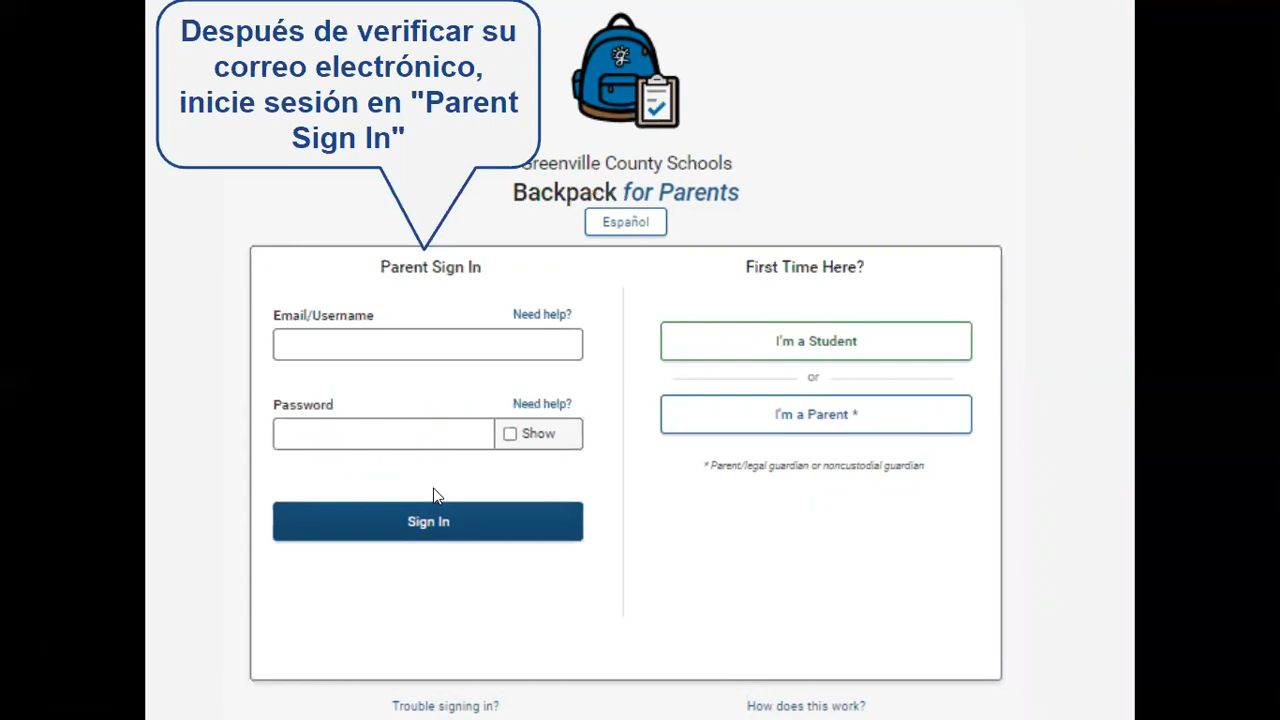 Después de verificar su
correo electrónico,
inicie sesión en "Parent
Sign In"
Greenville County Schools
Backpack for Parents
Español
Parent Sign In
Email/Username
Need help?
Password
Need help?
Show
Sign In
First Time Here?
I'm a Student
or
I'm a Parent *
* Parent/legal guardian or noncustodial guardian
Trouble signing in?
How does this work?